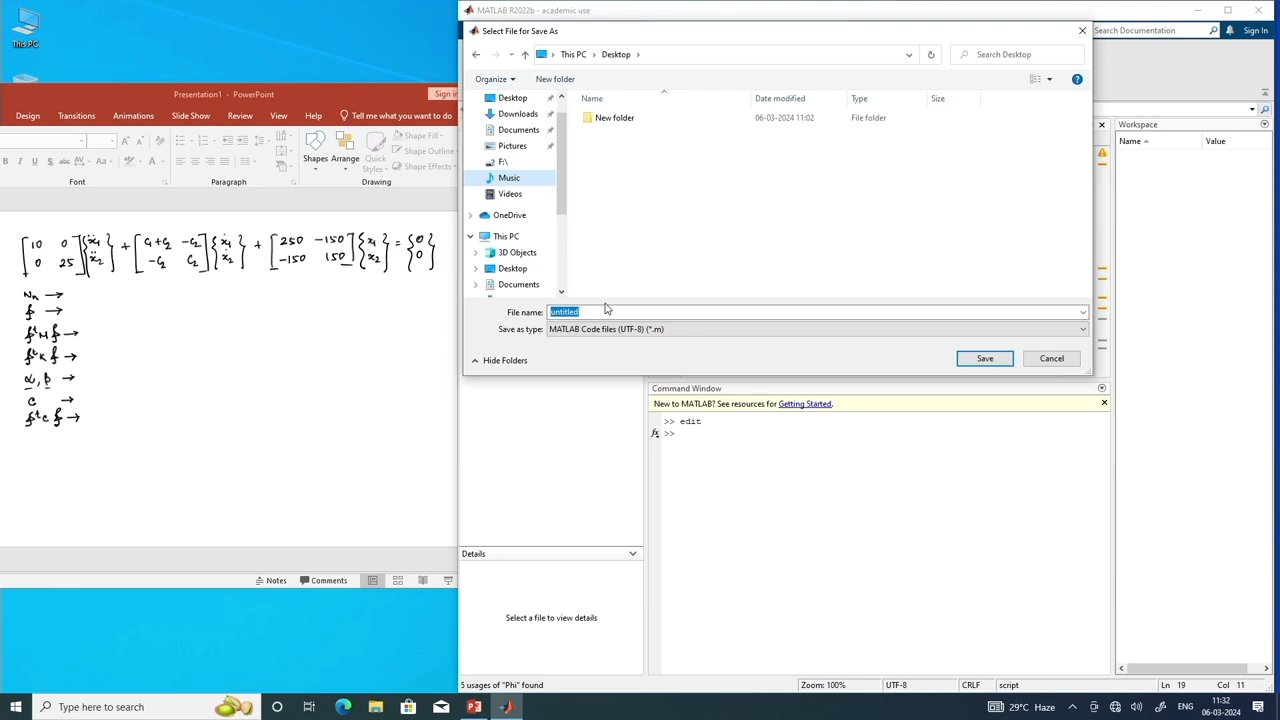 This PC
MATLAB R2022b - academic use
Select File for Save As
This PC > Desktop >
Search Desktop
Search Documentation
Sign In
Organize
New folder
Name
Date modified
Type
Size
New folder
06-03-2024 11:02
File folder
Desktop
Downloads
Documents
Pictures
F:\
Music
Videos
OneDrive
This PC
3D Objects
Desktop
Documents
File name: untitled
Save as type: MATLAB Code files (UTF-8) (*.m)
Hide Folders
Save
Cancel
Workspace
Name
Value
Presentation1 - PowerPoint
Sign in
Design
Transitions
Animations
Slide Show
Review
View
Help
Tell me what you want to do
Shapes
Arrange
Quick
Styles
Shape Fill
Shape Outline
Shape Effects
Font
Paragraph
Drawing
[10 0; 0 25]{ẍ1; ẍ2} + [c1+c2 -c2; -c2 c2]{ẋ1; ẋ2} + [250 -150; -150 150]{x1; x2} = {0; 0}
α, β →
c →
Command Window
New to MATLAB? See resources for Getting Started.
>> edit
fx >>
Details
Select a file to view details
Notes
Comments
5 usages of "Phi" found
Zoom: 100%
UTF-8
CRLF
script
Ln 19
Col 11
Type here to search
29°C Haze
ENG
11:32
06-03-2024